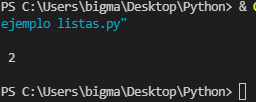 PS C:\Users\bigma\Desktop\Python> &
ejemplo listas.py"
2
PS C:\Users\bigma\Desktop\Python>